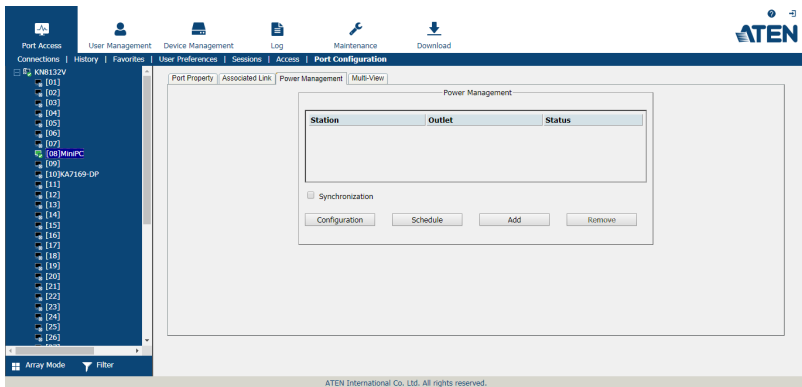 ATEN
Port Access User Management Device Management Log Maintenance Download
Connections | History | Favorites | User Preferences | Sessions | Access | Port Configuration
KN8132V
[01]
[02]
[03]
[04]
[05]
[06]
[07]
[08]MiniPC
[09]
[10]KA7169-DP
[11]
[12]
[13]
[14]
[15]
[16]
[17]
[18]
[19]
[20]
[21]
[22]
[23]
[24]
[25]
[26]
Array Mode Filter
Port Property Associated Link Power Management Multi-View
Power Management
Station Outlet Status
Synchronization
Configuration Schedule Add Remove
ATEN International Co. Ltd. All rights reserved.